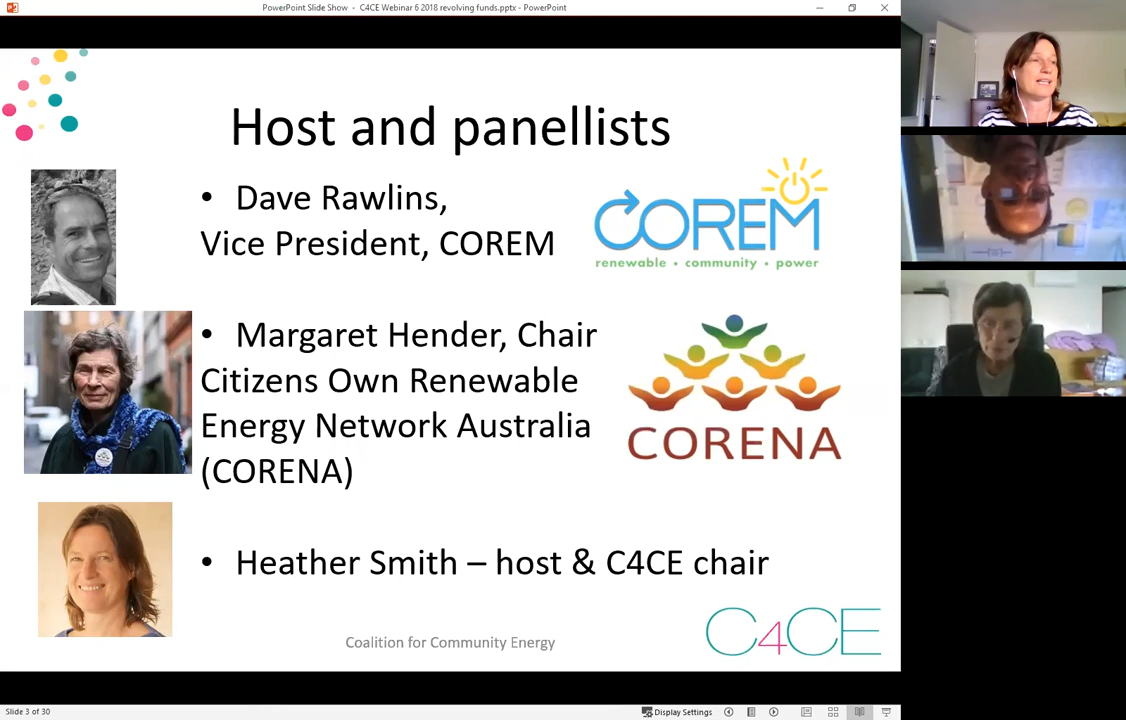 PowerPoint Slide Show - C4CE Webinar 6 2018 revolving funds.pptx - PowerPoint
Host and panellists
• Dave Rawlins,
Vice President, COREM
COREM
renewable • community • power
• Margaret Hender, Chair
Citizens Own Renewable
Energy Network Australia
(CORENA)
CORENA
• Heather Smith – host & C4CE chair
Coalition for Community Energy
C4CE
Slide 3 of 30
Display Settings